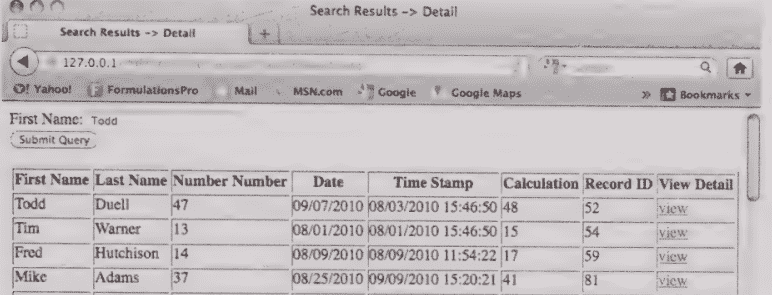 Search Results -> Detail
Search Results -> Detail +
127.0.0.1
Yahoo! FormulationsPro Mail MSN.com Google Google Maps » Bookmarks
First Name: Todd
Submit Query
First Name Last Name Number Number Date Time Stamp Calculation Record ID View Detail
Todd Duell 47 09/07/2010 08/03/2010 15:46:50 48 52 view
Tim Warner 13 08/01/2010 08/01/2010 15:46:50 15 54 view
Fred Hutchison 14 08/09/2010 08/09/2010 11:54:22 17 59 view
Mike Adams 37 08/25/2010 09/09/2010 15:20:21 41 81 view